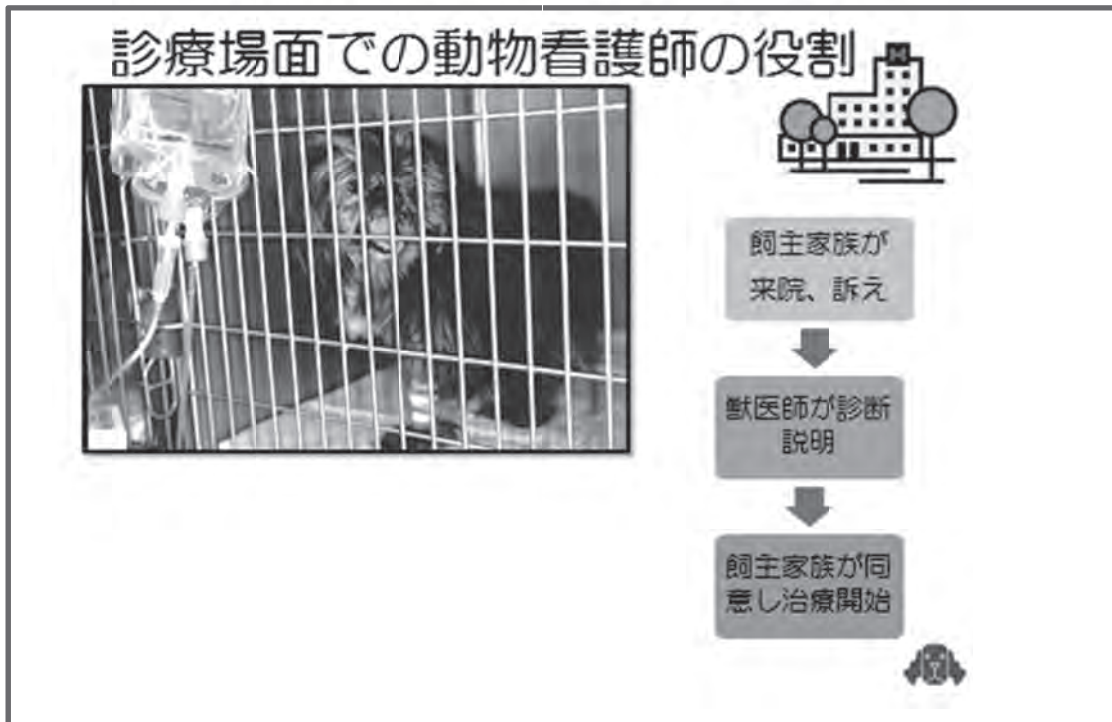 診療場面での動物看護師の役割
飼主家族が
来院、訴え
獣医師が診断
説明
飼主家族が同
意し治療開始